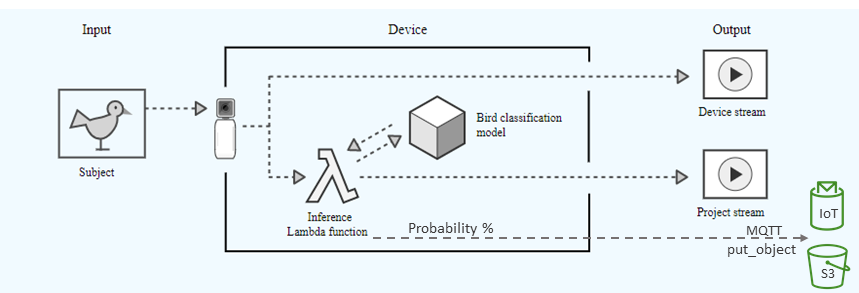 Input
Device
Output
Subject
Bird classification
model
Inference
Lambda function
Probability %
Device stream
Project stream
MQTT
put_object
IoT
S3